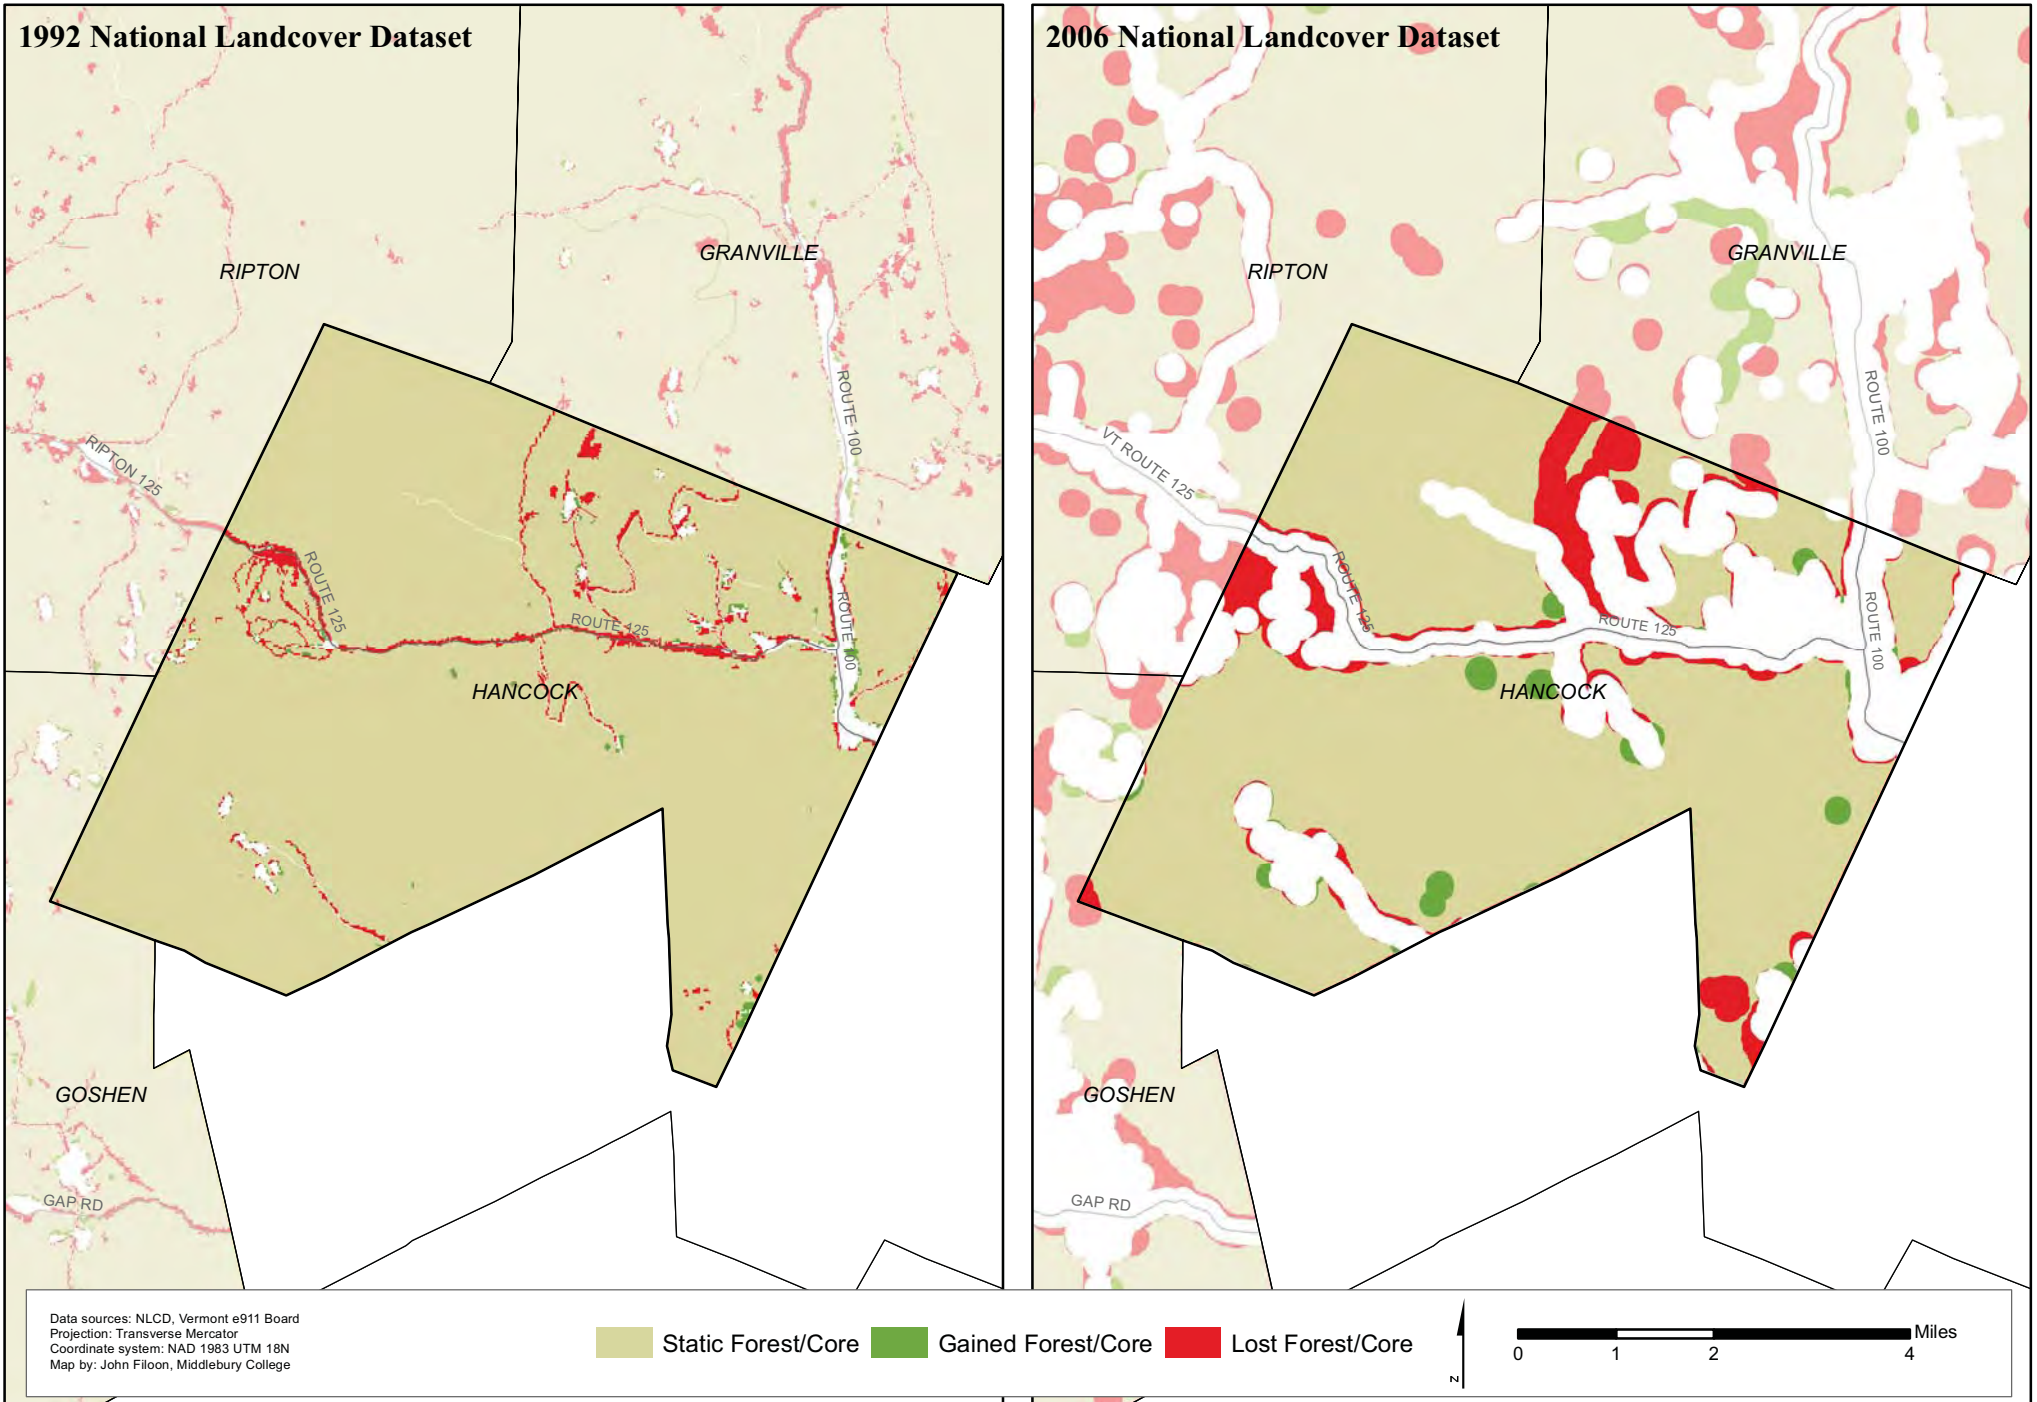 1992 National Landcover Dataset
RIPTON
GRANVILLE
ROUTE 100
RIPTON 125
ROUTE 125
ROUTE 125
ROUTE 100
HANCOCK
GOSHEN
GAP RD
2006 National Landcover Dataset
RIPTON
GRANVILLE
ROUTE 100
VT ROUTE 125
ROUTE 125
ROUTE 125
ROUTE 100
HANCOCK
GOSHEN
GAP RD
Data sources: NLCD, Vermont e911 Board
Projection: Transverse Mercator
Coordinate system: NAD 1983 UTM 18N
Map by: John Filoon, Middlebury College
Static Forest/Core
Gained Forest/Core
Lost Forest/Core
N
Miles
0 1 2 4